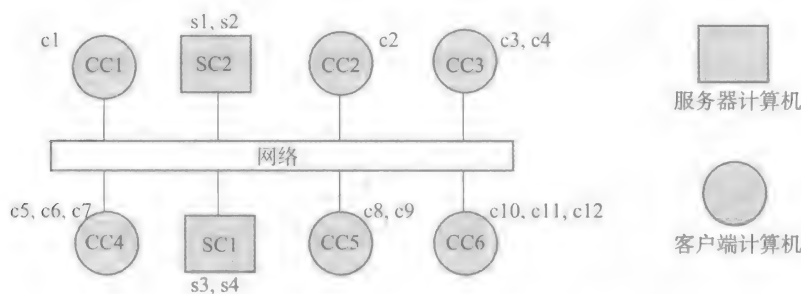 s1, s2
c1
c2
c3, c4
CC1
SC2
CC2
CC3
服务器计算机
网络
c5, c6, c7
c8, c9
c10, c11, c12
CC4
SC1
CC5
CC6
客户端计算机
s3, s4